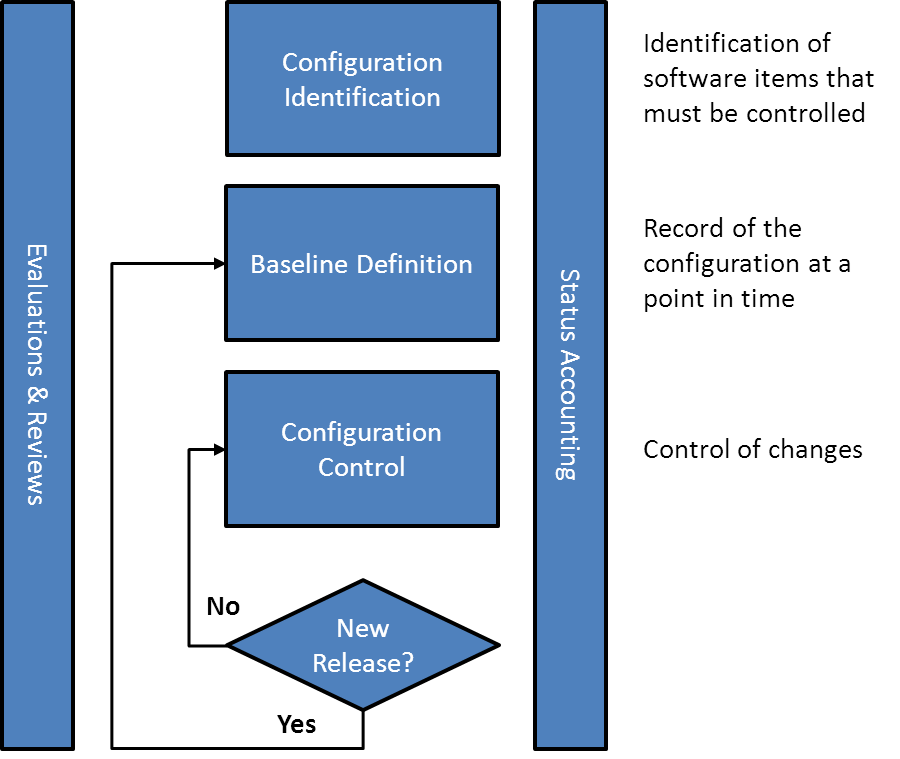 Configuration
Identification
Identification of
software items that
must be controlled
Baseline Definition
Record of the
configuration at a
point in time
Evaluations & Reviews
Status Accounting
Configuration
Control
Control of changes
No
New
Release?
Yes